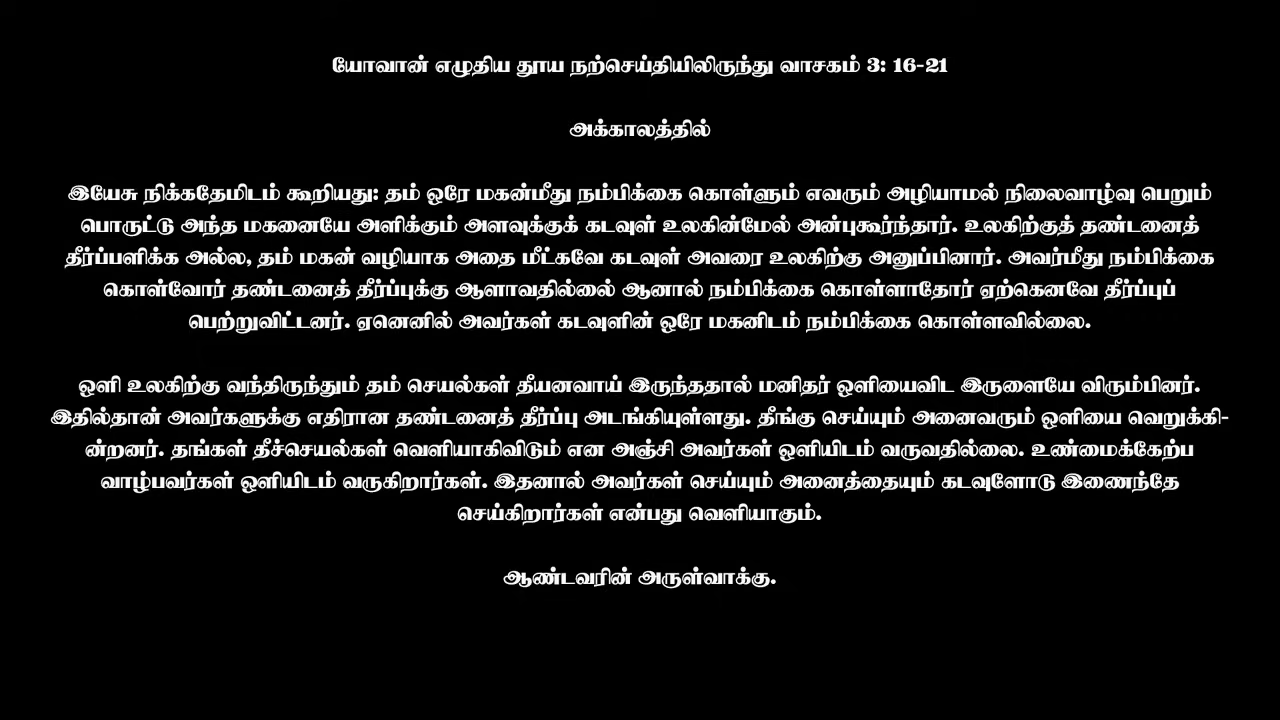 யோவான் எழுதிய தூய நற்செய்தியிலிருந்து வாசகம் 3: 16-21
அக்காலத்தில்
இயேசு நிக்கதேமிடம் கூறியது: தம் ஒரே மகன்மீது நம்பிக்கை கொள்ளும் எவரும் அழியாமல் நிலைவாழ்வு பெறும்
பொருட்டு அந்த மகனையே அளிக்கும் அளவுக்குக் கடவுள் உலகின்மேல் அன்புகூர்ந்தார். உலகிற்குத் தண்டனைத்
தீர்ப்பளிக்க அல்ல, தம் மகன் வழியாக அதை மீட்கவே கடவுள் அவரை உலகிற்கு அனுப்பினார். அவர்மீது நம்பிக்கை
கொள்வோர் தண்டனைத் தீர்ப்புக்கு ஆளாவதில்லை ஆனால் நம்பிக்கை கொள்ளாதோர் ஏற்கெனவே தீர்ப்புப்
பெற்றுவிட்டனர். ஏனெனில் அவர்கள் கடவுளின் ஒரே மகனிடம் நம்பிக்கை கொள்ளவில்லை.
ஒளி உலகிற்கு வந்திருந்தும் தம் செயல்கள் தீயனவாய் இருந்ததால் மனிதர் ஒளியைவிட இருளையே விரும்பினர்.
இதில்தான் அவர்களுக்கு எதிரான தண்டனைத் தீர்ப்பு அடங்கியுள்ளது. தீங்கு செய்யும் அனைவரும் ஒளியை வெறுக்கி-
ன்றனர். தங்கள் தீச்செயல்கள் வெளியாகிவிடும் என அஞ்சி அவர்கள் ஒளியிடம் வருவதில்லை. உண்மைக்கேற்ப
வாழ்பவர்கள் ஒளியிடம் வருகிறார்கள். இதனால் அவர்கள் செய்யும் அனைத்தையும் கடவுளோடு இணைந்தே
செய்கிறார்கள் என்பது வெளியாகும்.
ஆண்டவரின் அருள்வாக்கு.